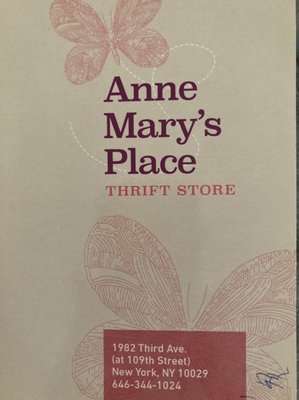 Anne
Mary's
Place
THRIFT STORE
1982 Third Ave.
(at 109th Street)
New York, NY 10029
646-344-1024